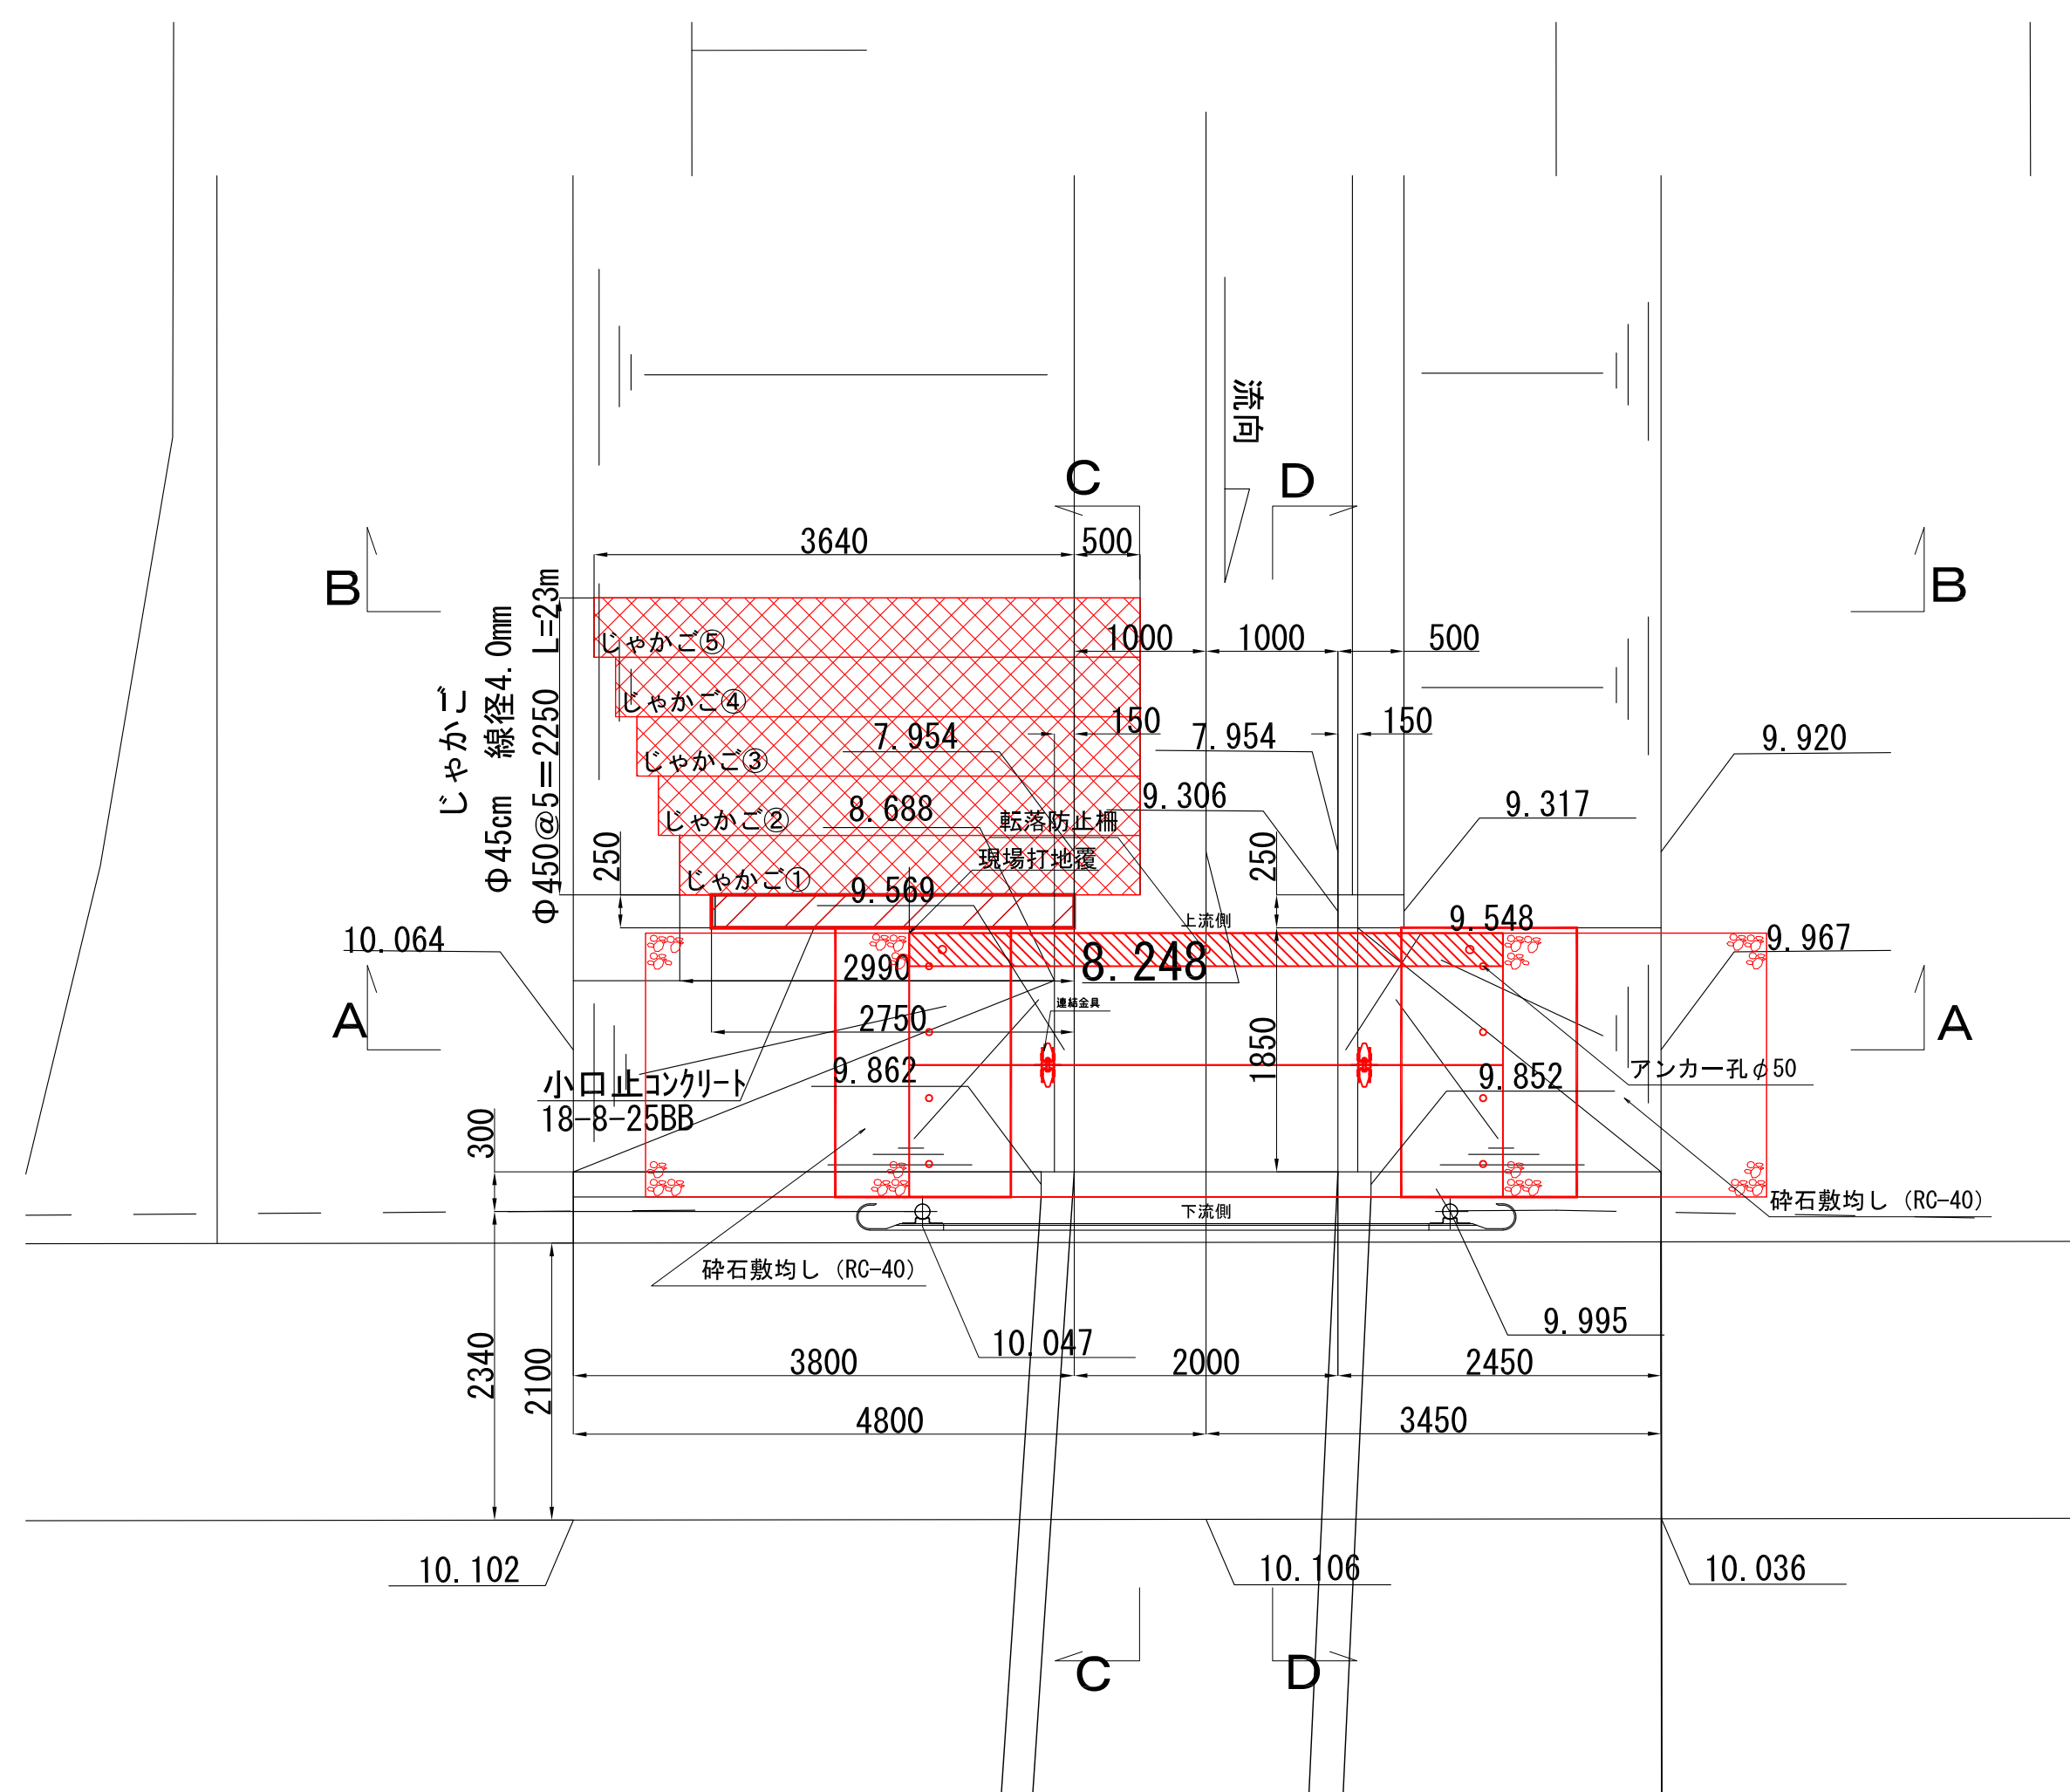 流向
C
D
B
B
3640
500
じゃかご
Φ45cm　線径4.0mm
Φ450@5=2250　L=23m
じゃかご⑤
じゃかご④
じゃかご③
じゃかご②
じゃかご①
1000
1000
500
150
150
7.954
7.954
9.920
8.688
9.306
9.317
転落防止柵
現場打地覆
250
250
9.569
上流側
9.548
10.064
9.967
2990
8.248
連結金具
2750
1850
A
A
9.862
9.852
アンカー孔φ50
小口止コンクリート
18-8-25BB
300
下流側
砕石敷均し（RC-40）
砕石敷均し（RC-40）
10.047
9.995
2340
2100
3800
2000
2450
4800
3450
10.102
10.106
10.036
C
D